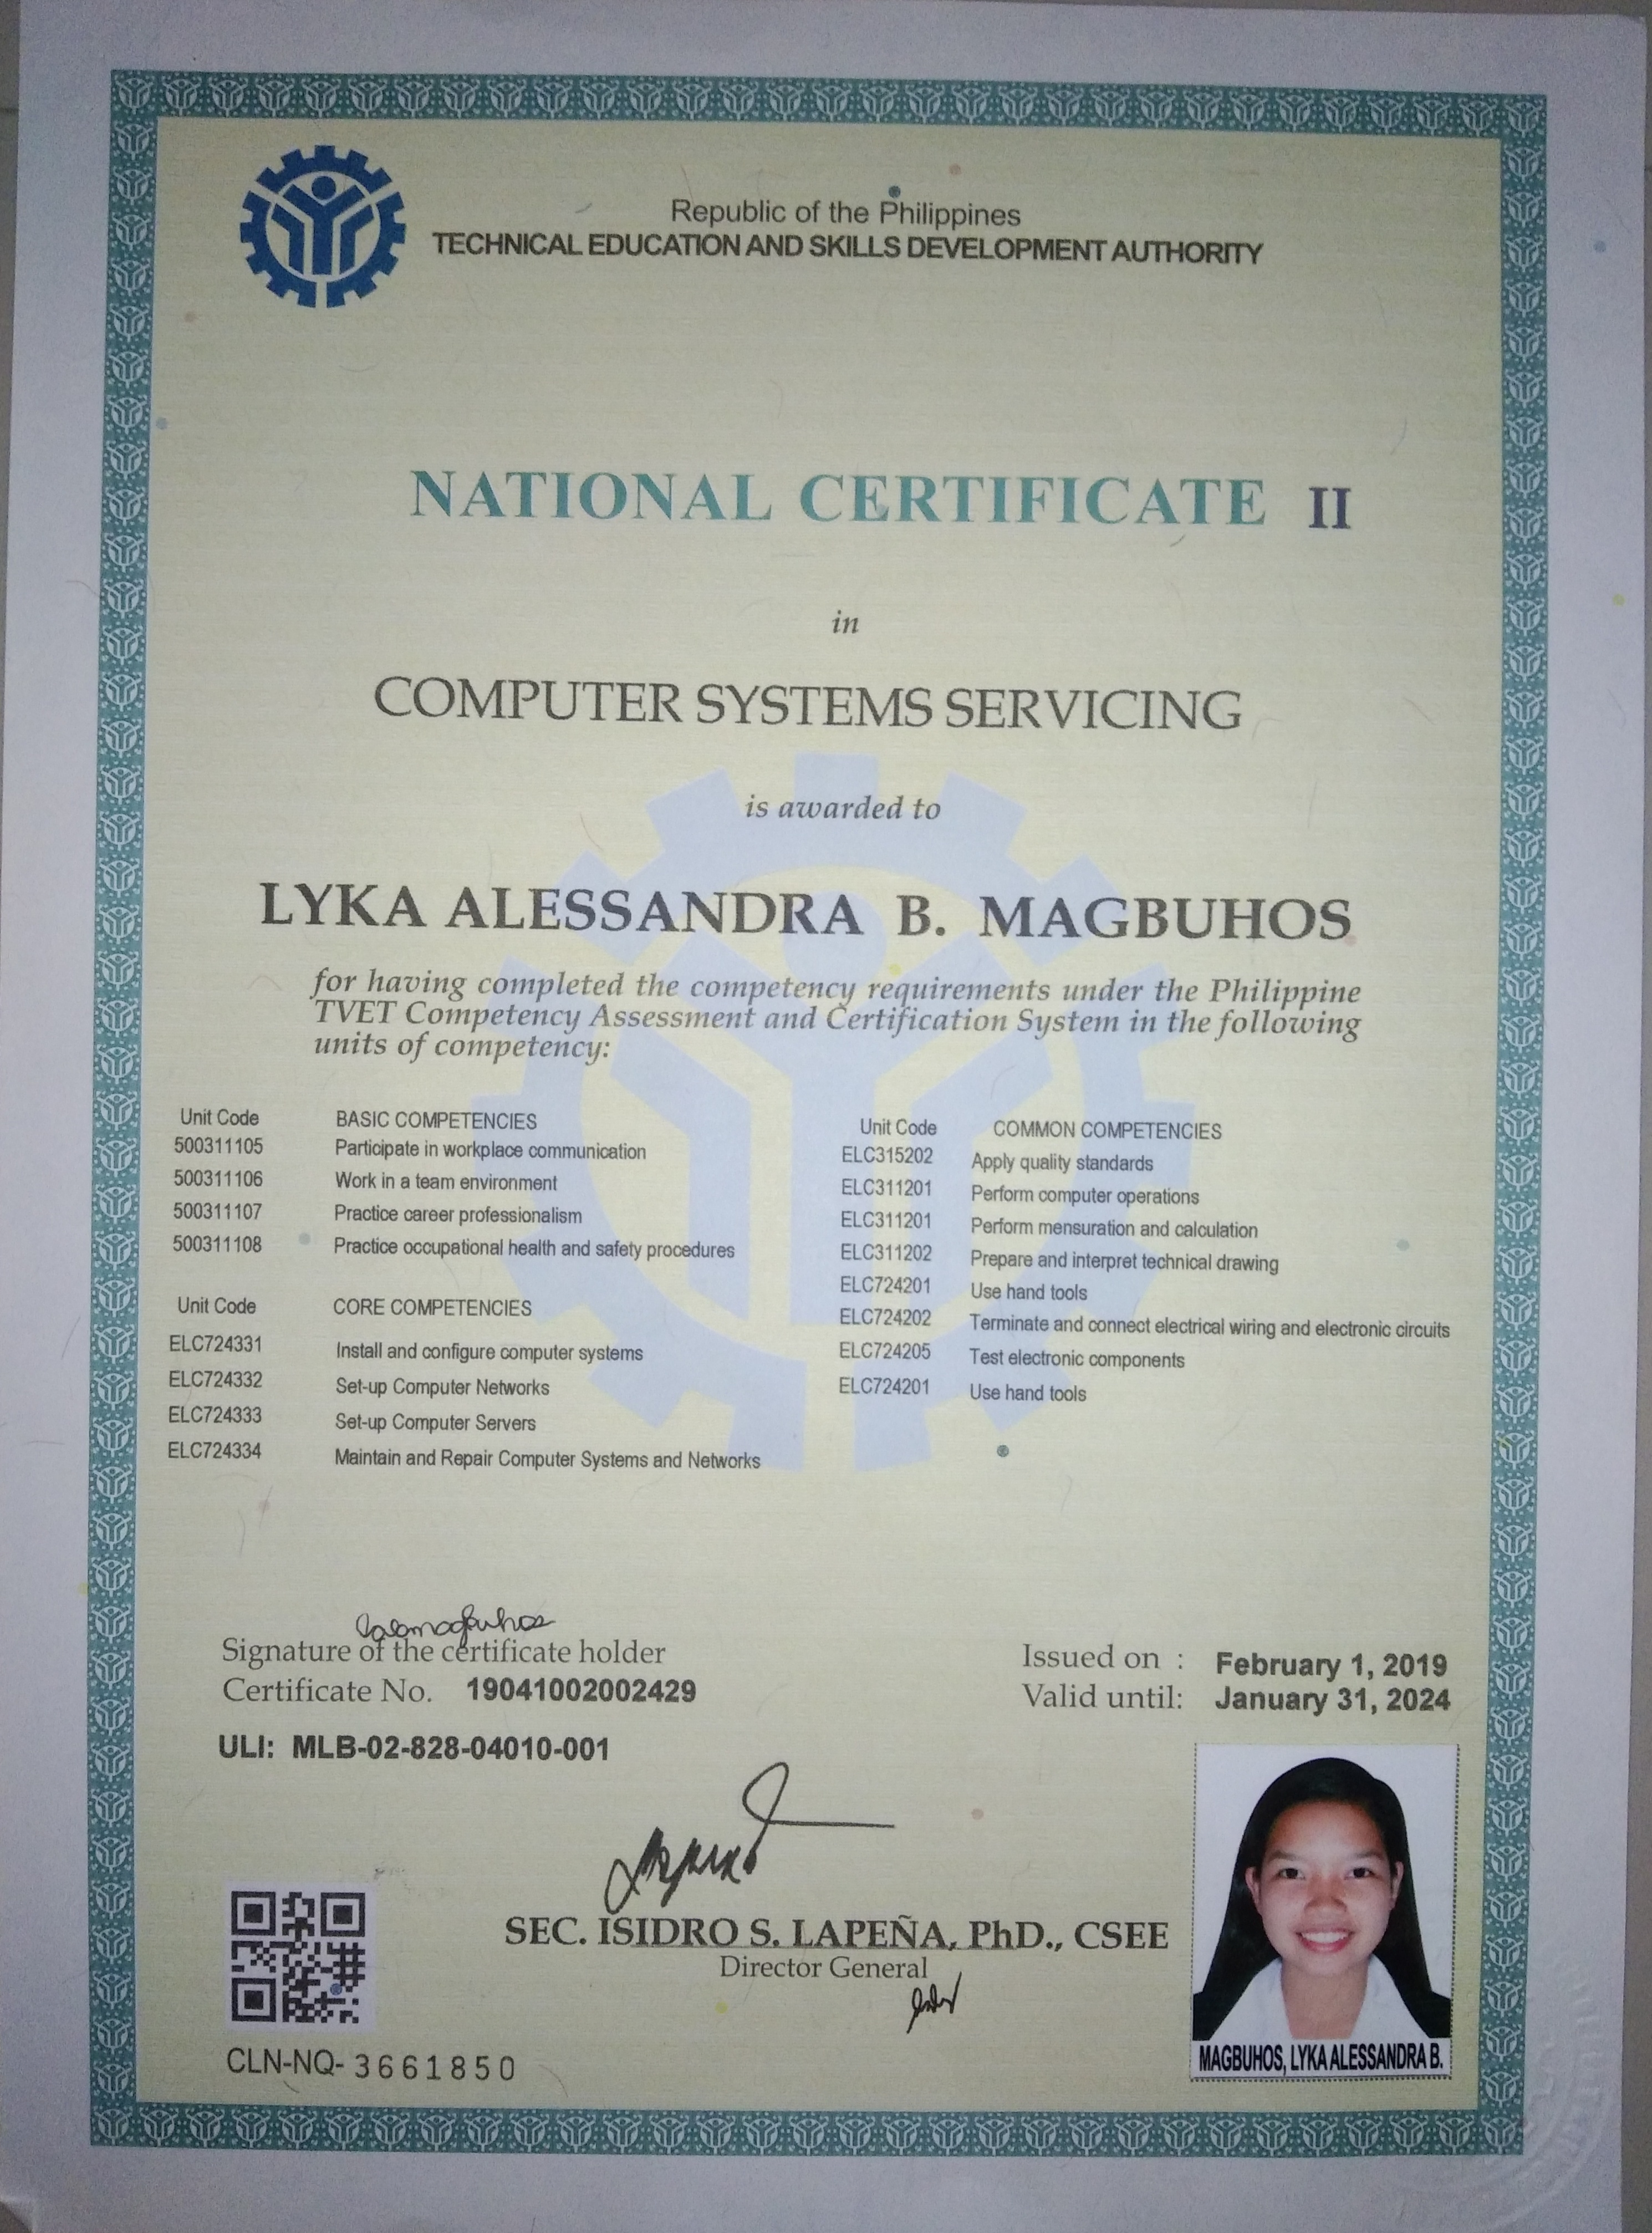 Republic of the Philippines
TECHNICAL EDUCATION AND SKILLS DEVELOPMENT AUTHORITY
NATIONAL CERTIFICATE II
in
COMPUTER SYSTEMS SERVICING
is awarded to
LYKA ALESSANDRA B. MAGBUHOS
for having completed the competency requirements under the Philippine
TVET Competency Assessment and Certification System in the following
units of competency:
Unit Code BASIC COMPETENCIES
500311105 Participate in workplace communication
500311106 Work in a team environment
500311107 Practice career professionalism
500311108 Practice occupational health and safety procedures
Unit Code CORE COMPETENCIES
ELC724331 Install and configure computer systems
ELC724332 Set-up Computer Networks
ELC724333 Set-up Computer Servers
ELC724334 Maintain and Repair Computer Systems and Networks
Unit Code COMMON COMPETENCIES
ELC315202 Apply quality standards
ELC311201 Perform computer operations
ELC311201 Perform mensuration and calculation
ELC311202 Prepare and interpret technical drawing
ELC724201 Use hand tools
ELC724202 Terminate and connect electrical wiring and electronic circuits
ELC724205 Test electronic components
ELC724201 Use hand tools
Signature of the certificate holder
Certificate No. 19041002002429
ULI: MLB-02-828-04010-001
Issued on : February 1, 2019
Valid until: January 31, 2024
SEC. ISIDRO S. LAPEÑA, PhD., CSEE
Director General
CLN-NQ- 3661850
MAGBUHOS, LYKA ALESSANDRA B.